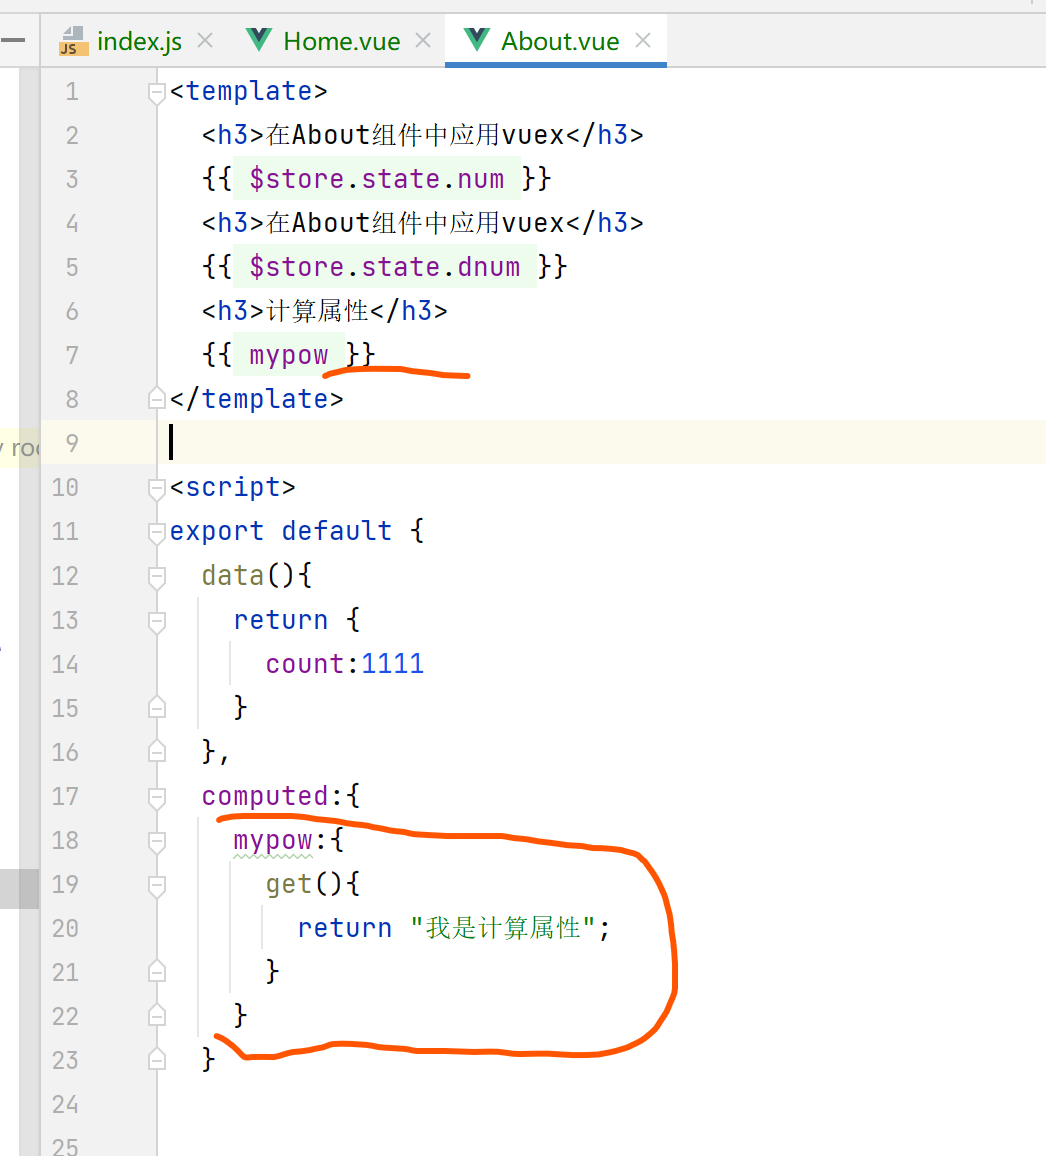 index.js Home.vue About.vue
JS
1 <template>
2 <h3>在About组件中应用vuex</h3>
3 {{ $store.state.num }}
4 <h3>在About组件中应用vuex</h3>
5 {{ $store.state.dnum }}
6 <h3>计算属性</h3>
7 {{ mypow }}
8 </template>
9
10 <script>
11 export default {
12 data(){
13 return {
14 count:1111
15 }
16 },
17 computed:{
18 mypow:{
19 get(){
20 return "我是计算属性";
21 }
22 }
23 }
24
25